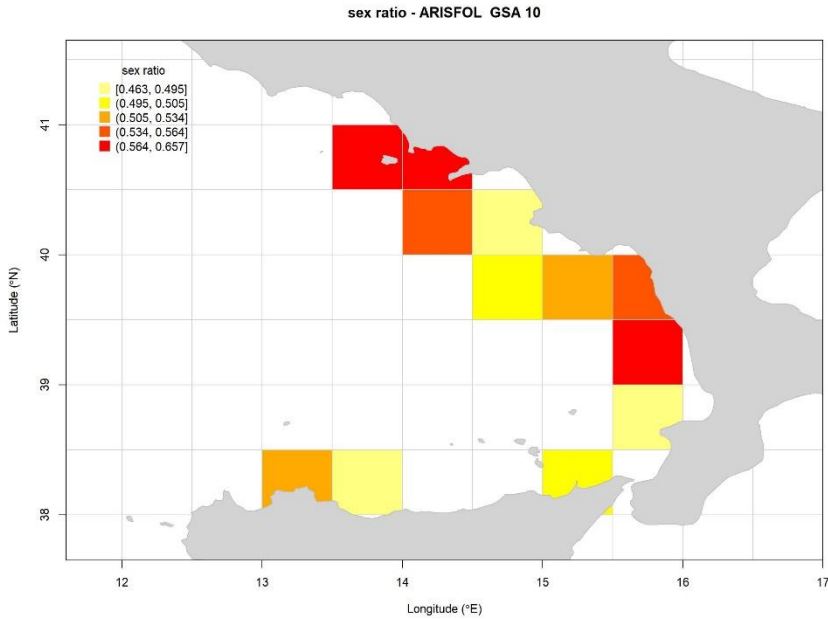 sex ratio - ARISFOL  GSA 10
sex ratio
[0.463, 0.495]
(0.495, 0.505]
(0.505, 0.534]
(0.534, 0.564]
(0.564, 0.657]
41
40
39
38
Latitude (°N)
12 13 14 15 16 17
Longitude (°E)